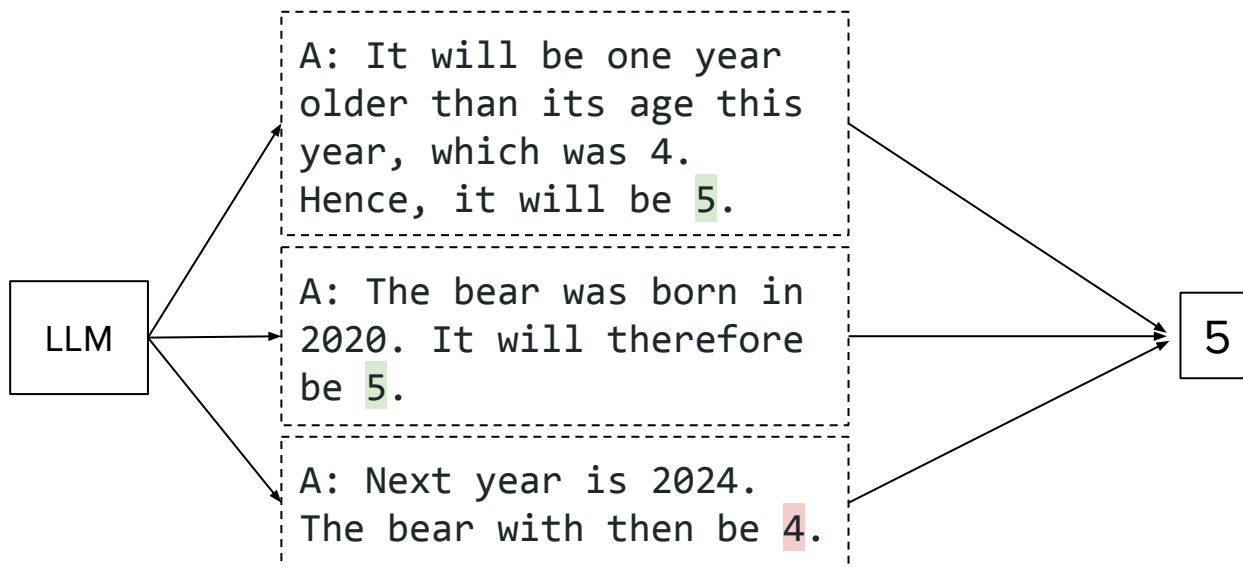 A: It will be one year
older than its age this
year, which was 4.
Hence, it will be 5.
LLM
A: The bear was born in
2020. It will therefore
be 5.
5
A: Next year is 2024.
The bear with then be 4.